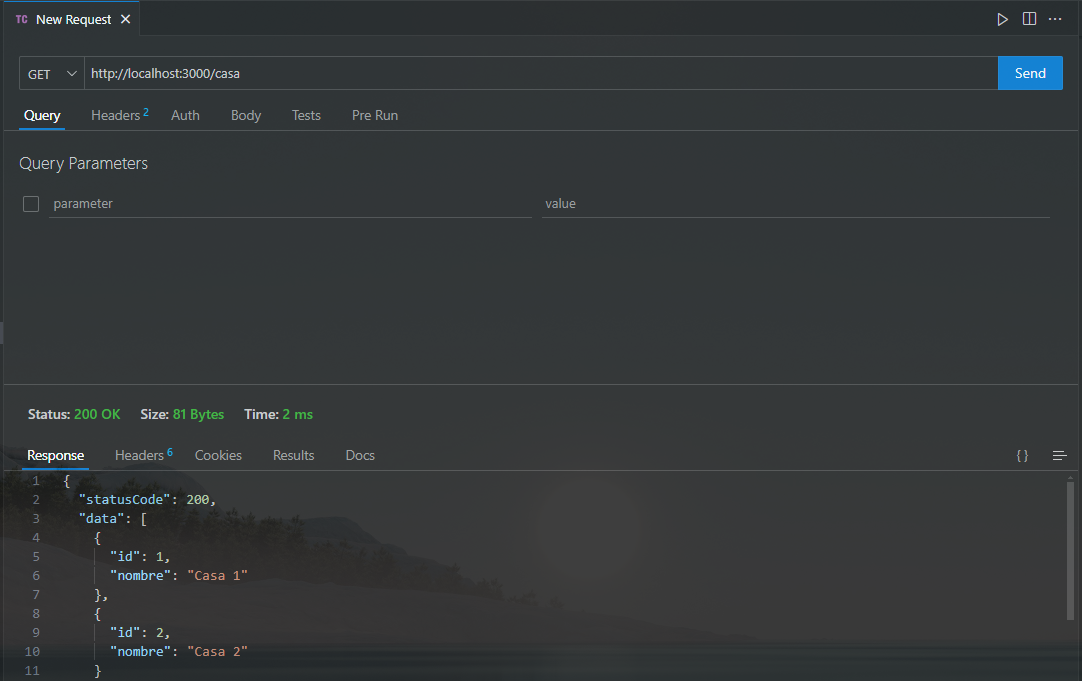 TC New Request
GET http://localhost:3000/casa Send
Query Headers 2 Auth Body Tests Pre Run
Query Parameters
parameter value
Status: 200 OK Size: 81 Bytes Time: 2 ms
Response Headers 6 Cookies Results Docs {}
1 {
2 "statusCode": 200,
3 "data": [
4 {
5 "id": 1,
6 "nombre": "Casa 1"
7 },
8 {
9 "id": 2,
10 "nombre": "Casa 2"
11 }